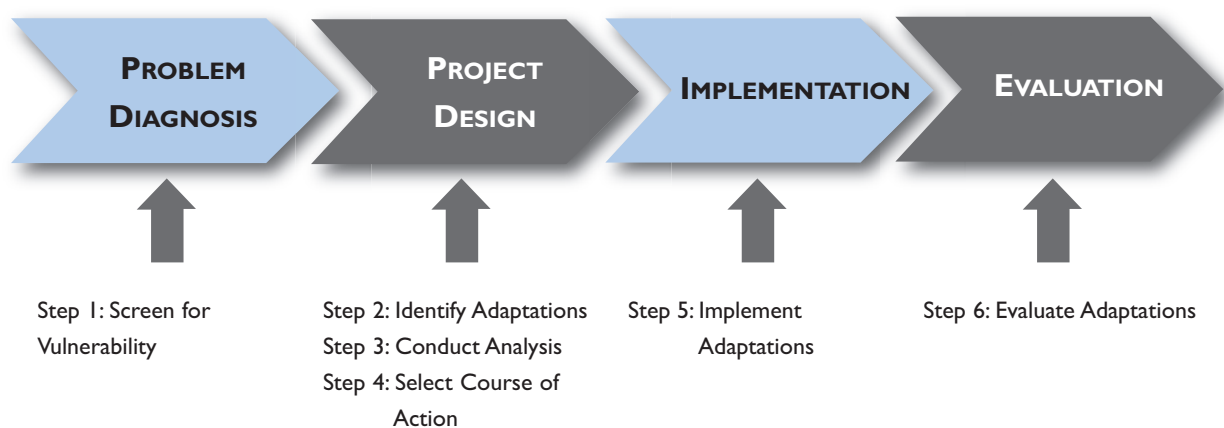 PROBLEM
DIAGNOSIS
PROJECT
DESIGN
IMPLEMENTATION
EVALUATION
Step 1: Screen for
Vulnerability
Step 2: Identify Adaptations
Step 3: Conduct Analysis
Step 4: Select Course of
Action
Step 5: Implement
Adaptations
Step 6: Evaluate Adaptations